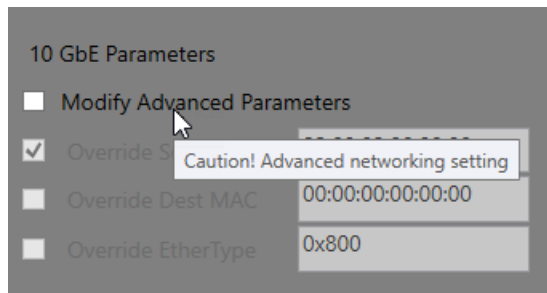 10 GbE Parameters
Modify Advanced Parameters
Override
Caution! Advanced networking setting
Override Dest MAC 00:00:00:00:00:00
Override EtherType 0x800